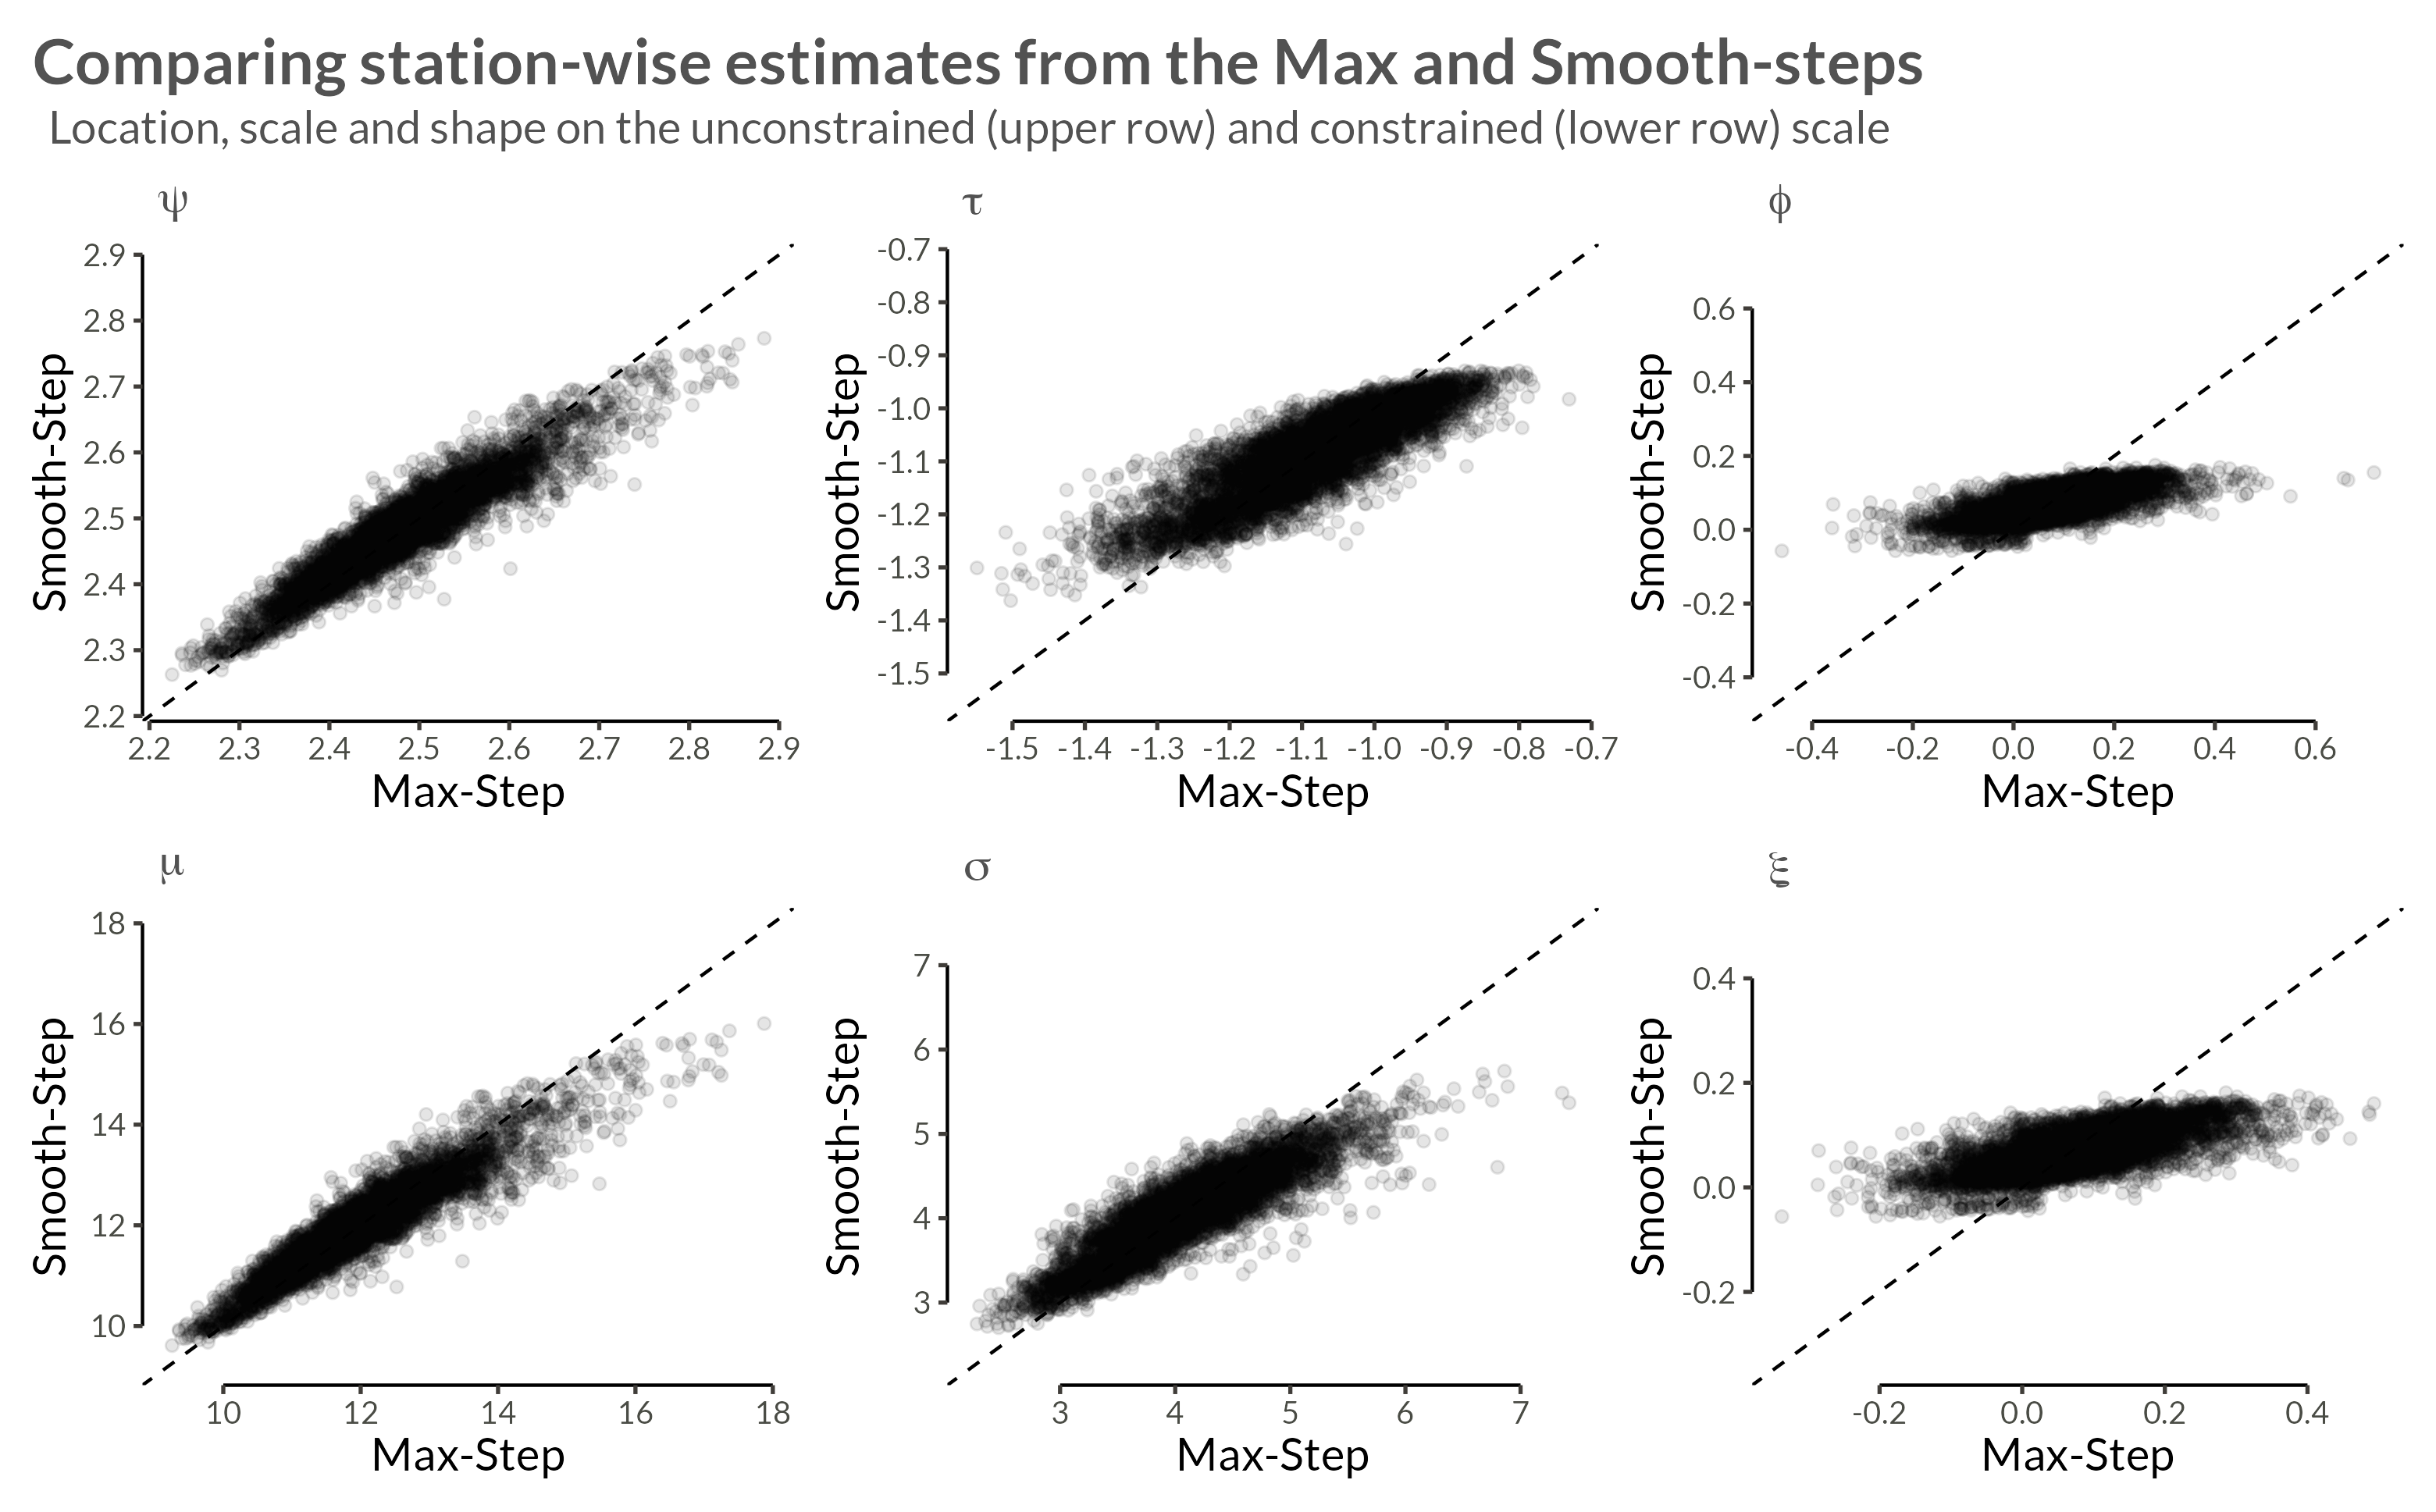 Comparing station-wise estimates from the Max and Smooth-steps
Location, scale and shape on the unconstrained (upper row) and constrained (lower row) scale
ψ
Smooth-Step
2.9
2.8
2.7
2.6
2.5
2.4
2.3
2.2
2.2 2.3 2.4 2.5 2.6 2.7 2.8 2.9
Max-Step
τ
Smooth-Step
-0.7
-0.8
-0.9
-1.0
-1.1
-1.2
-1.3
-1.4
-1.5
-1.5 -1.4 -1.3 -1.2 -1.1 -1.0 -0.9 -0.8 -0.7
Max-Step
ϕ
Smooth-Step
0.6
0.4
0.2
0.0
-0.2
-0.4
-0.4 -0.2 0.0 0.2 0.4 0.6
Max-Step
μ
Smooth-Step
18
16
14
12
10
10 12 14 16 18
Max-Step
σ
Smooth-Step
7
6
5
4
3
3 4 5 6 7
Max-Step
ξ
Smooth-Step
0.4
0.2
0.0
-0.2
-0.2 0.0 0.2 0.4
Max-Step